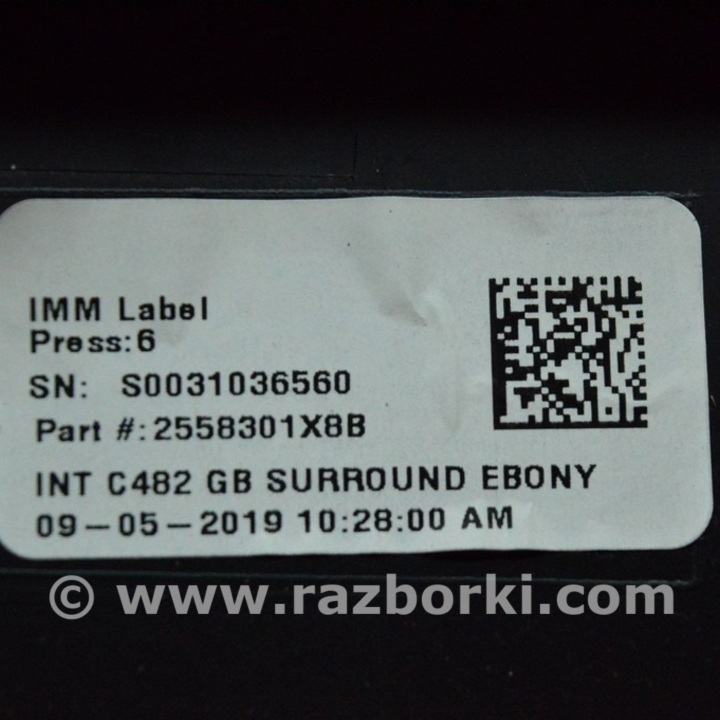 IMM Label
Press:6
SN: S0031036560
Part #:2558301X8B
INT C482 GB SURROUND EBONY
09-05-2019 10:28:00 AM
© www.razborki.com